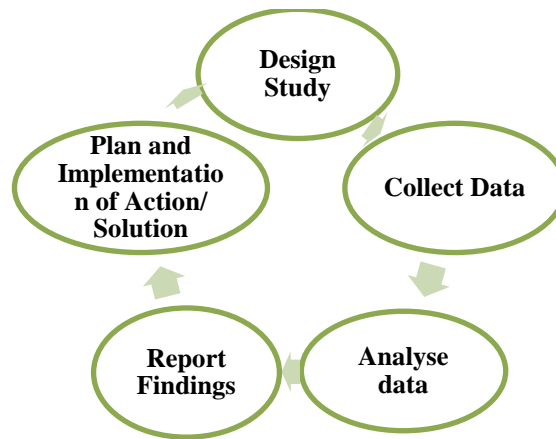 Design
Study
Collect Data
Analyse
data
Report
Findings
Plan and
Implementatio
n of Action/
Solution